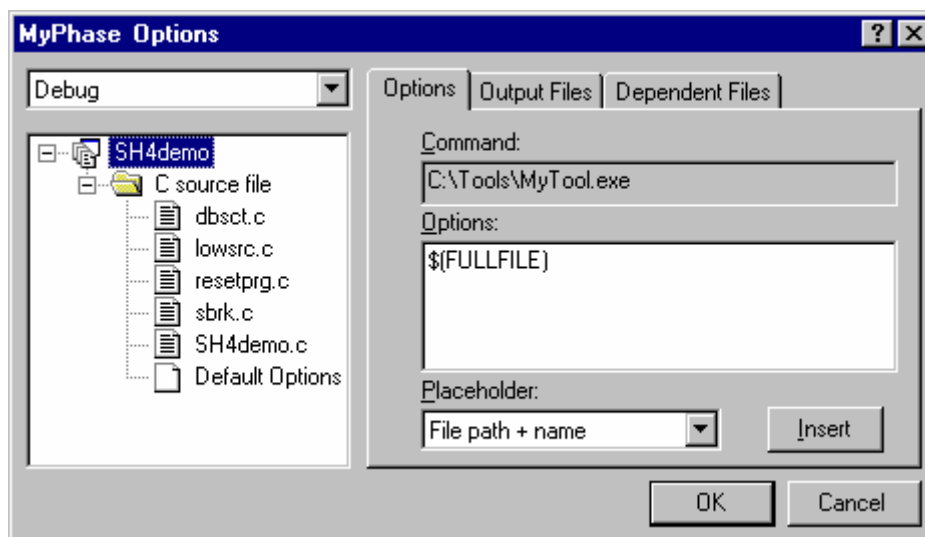 MyPhase Options
Debug
SH4demo
C source file
dbsct.c
lowsrc.c
resetprg.c
sbrk.c
SH4demo.c
Default Options
Options
Output Files
Dependent Files
Command:
C:\Tools\MyTool.exe
Options:
$(FULLFILE)
Placeholder:
File path + name
Insert
OK
Cancel